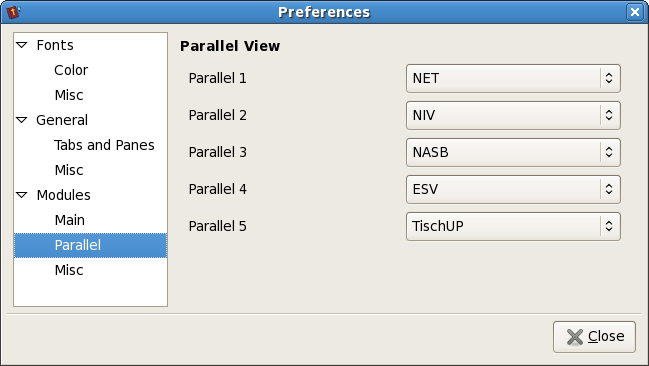 Preferences
Fonts
Color
Misc
General
Tabs and Panes
Misc
Modules
Main
Parallel
Misc
Parallel View
Parallel 1 NET
Parallel 2 NIV
Parallel 3 NASB
Parallel 4 ESV
Parallel 5 TischUP
Close